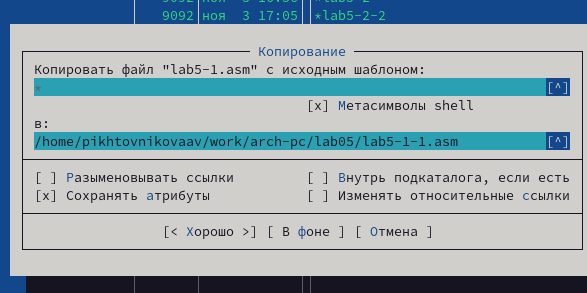 9092 ноя 3 17:05 *lab5-2-2
Копирование
Копировать файл "lab5-1.asm" с исходным шаблоном:
* [^]
[x] Метасимволы shell
в:
/home/pikhtovnikovaav/work/arch-pc/lab05/lab5-1-1.asm [^]
[ ] Разыменовывать ссылки [ ] Внутрь подкаталога, если есть
[x] Сохранять атрибуты [ ] Изменять относительные ссылки
[< Хорошо >] [ В фоне ] [ Отмена ]